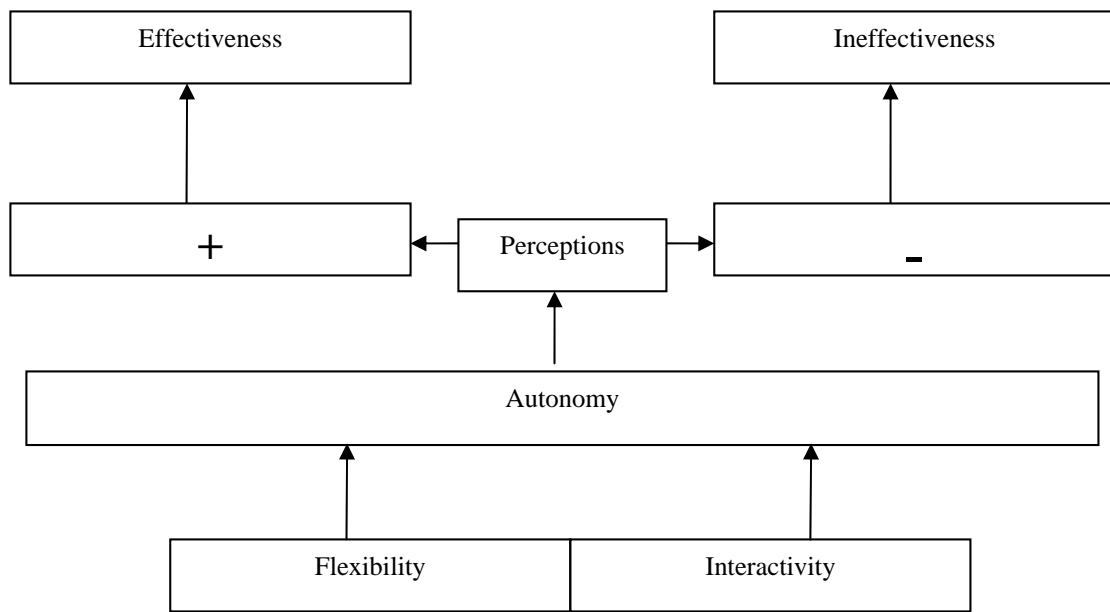 Effectiveness
Ineffectiveness
+
Perceptions
-
Autonomy
Flexibility
Interactivity